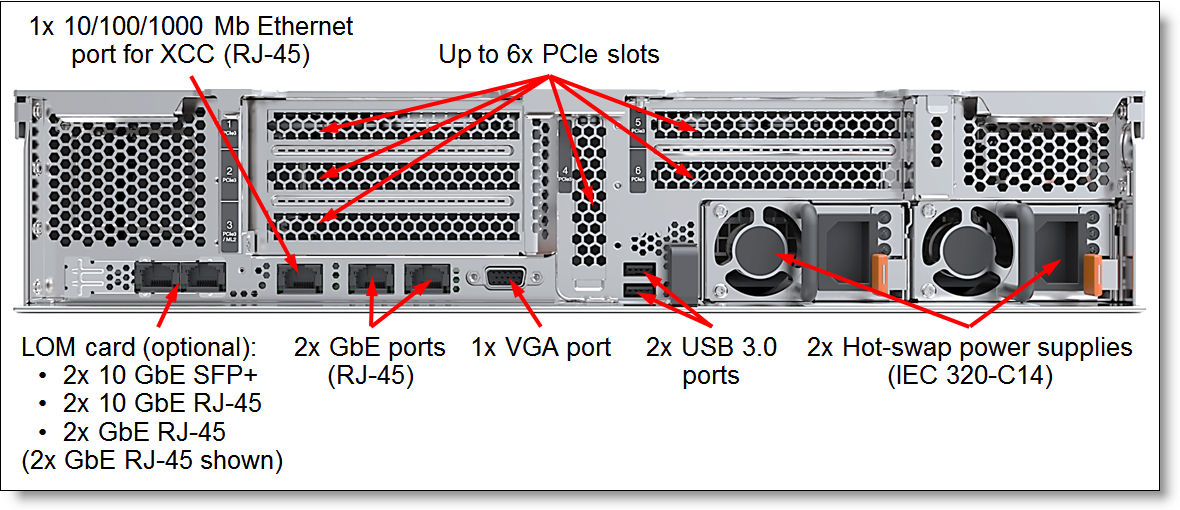 1x 10/100/1000 Mb Ethernet
port for XCC (RJ-45)
Up to 6x PCIe slots
1
PCIe3
2
PCIe3
3
PCIe3
/ ML2
4
PCIe3
5
PCIe3
6
PCIe3
LOM card (optional):
• 2x 10 GbE SFP+
• 2x 10 GbE RJ-45
• 2x GbE RJ-45
(2x GbE RJ-45 shown)
2x GbE ports
(RJ-45)
1x VGA port
2x USB 3.0
ports
2x Hot-swap power supplies
(IEC 320-C14)